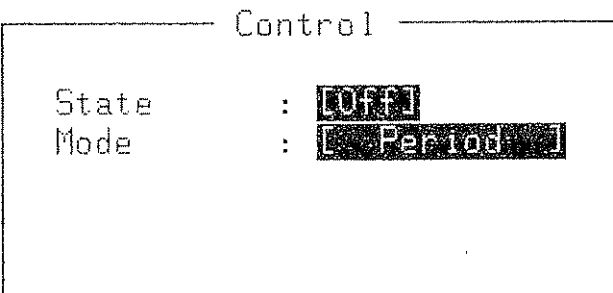 Control
State : [Off]
Mode : [ Period ]